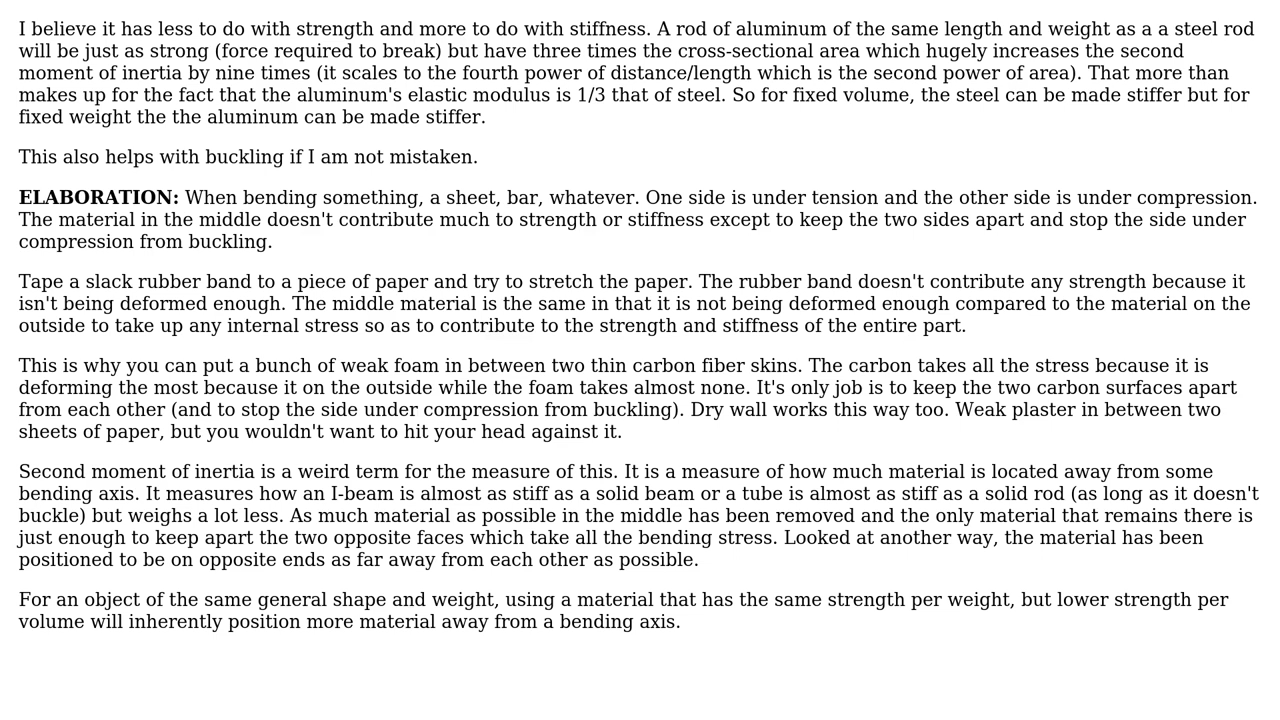 I believe it has less to do with strength and more to do with stiffness. A rod of aluminum of the same length and weight as a a steel rod
will be just as strong (force required to break) but have three times the cross-sectional area which hugely increases the second
moment of inertia by nine times (it scales to the fourth power of distance/length which is the second power of area). That more than
makes up for the fact that the aluminum's elastic modulus is 1/3 that of steel. So for fixed volume, the steel can be made stiffer but for
fixed weight the the aluminum can be made stiffer.
This also helps with buckling if I am not mistaken.
ELABORATION: When bending something, a sheet, bar, whatever. One side is under tension and the other side is under compression.
The material in the middle doesn't contribute much to strength or stiffness except to keep the two sides apart and stop the side under
compression from buckling.
Tape a slack rubber band to a piece of paper and try to stretch the paper. The rubber band doesn't contribute any strength because it
isn't being deformed enough. The middle material is the same in that it is not being deformed enough compared to the material on the
outside to take up any internal stress so as to contribute to the strength and stiffness of the entire part.
This is why you can put a bunch of weak foam in between two thin carbon fiber skins. The carbon takes all the stress because it is
deforming the most because it on the outside while the foam takes almost none. It's only job is to keep the two carbon surfaces apart
from each other (and to stop the side under compression from buckling). Dry wall works this way too. Weak plaster in between two
sheets of paper, but you wouldn't want to hit your head against it.
Second moment of inertia is a weird term for the measure of this. It is a measure of how much material is located away from some
bending axis. It measures how an I-beam is almost as stiff as a solid beam or a tube is almost as stiff as a solid rod (as long as it doesn't
buckle) but weighs a lot less. As much material as possible in the middle has been removed and the only material that remains there is
just enough to keep apart the two opposite faces which take all the bending stress. Looked at another way, the material has been
positioned to be on opposite ends as far away from each other as possible.
For an object of the same general shape and weight, using a material that has the same strength per weight, but lower strength per
volume will inherently position more material away from a bending axis.